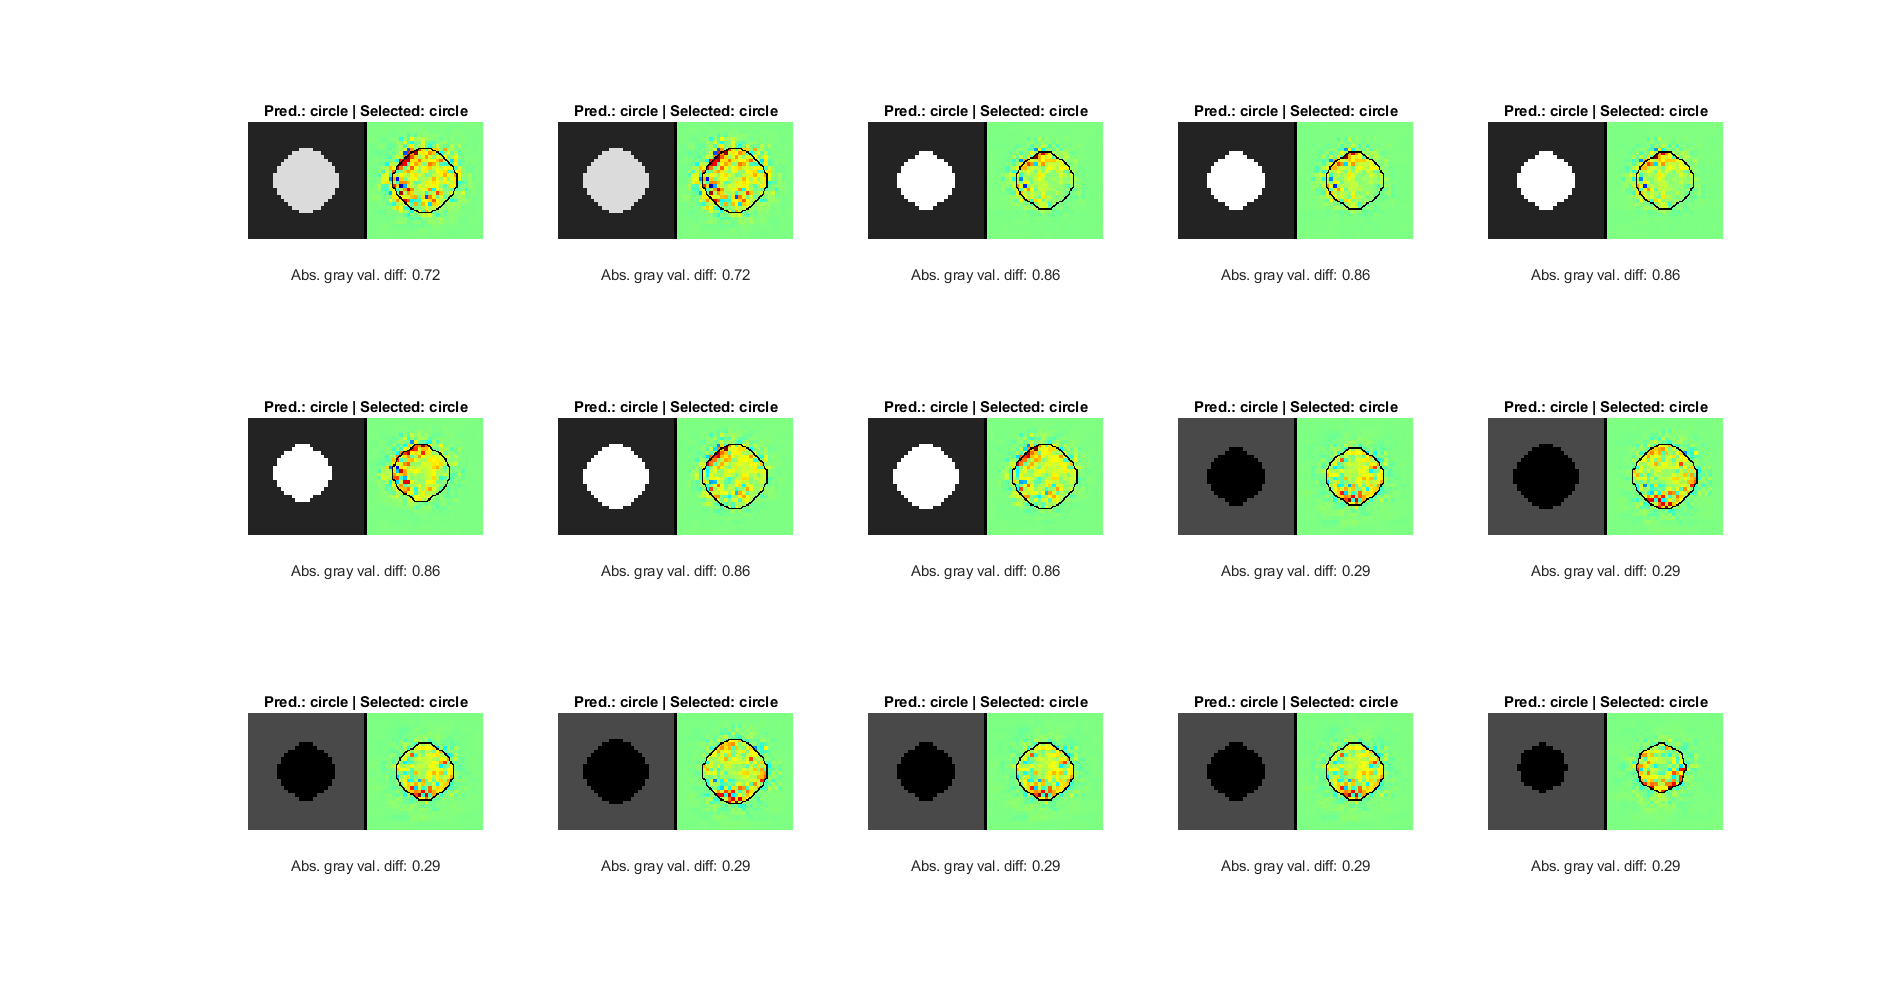 Pred.: circle | Selected: circle
Pred.: circle | Selected: circle
Pred.: circle | Selected: circle
Pred.: circle | Selected: circle
Pred.: circle | Selected: circle
Abs. gray val. diff: 0.72
Abs. gray val. diff: 0.72
Abs. gray val. diff: 0.86
Abs. gray val. diff: 0.86
Abs. gray val. diff: 0.86
Pred.: circle | Selected: circle
Pred.: circle | Selected: circle
Pred.: circle | Selected: circle
Pred.: circle | Selected: circle
Pred.: circle | Selected: circle
Abs. gray val. diff: 0.86
Abs. gray val. diff: 0.86
Abs. gray val. diff: 0.86
Abs. gray val. diff: 0.29
Abs. gray val. diff: 0.29
Pred.: circle | Selected: circle
Pred.: circle | Selected: circle
Pred.: circle | Selected: circle
Pred.: circle | Selected: circle
Pred.: circle | Selected: circle
Abs. gray val. diff: 0.29
Abs. gray val. diff: 0.29
Abs. gray val. diff: 0.29
Abs. gray val. diff: 0.29
Abs. gray val. diff: 0.29